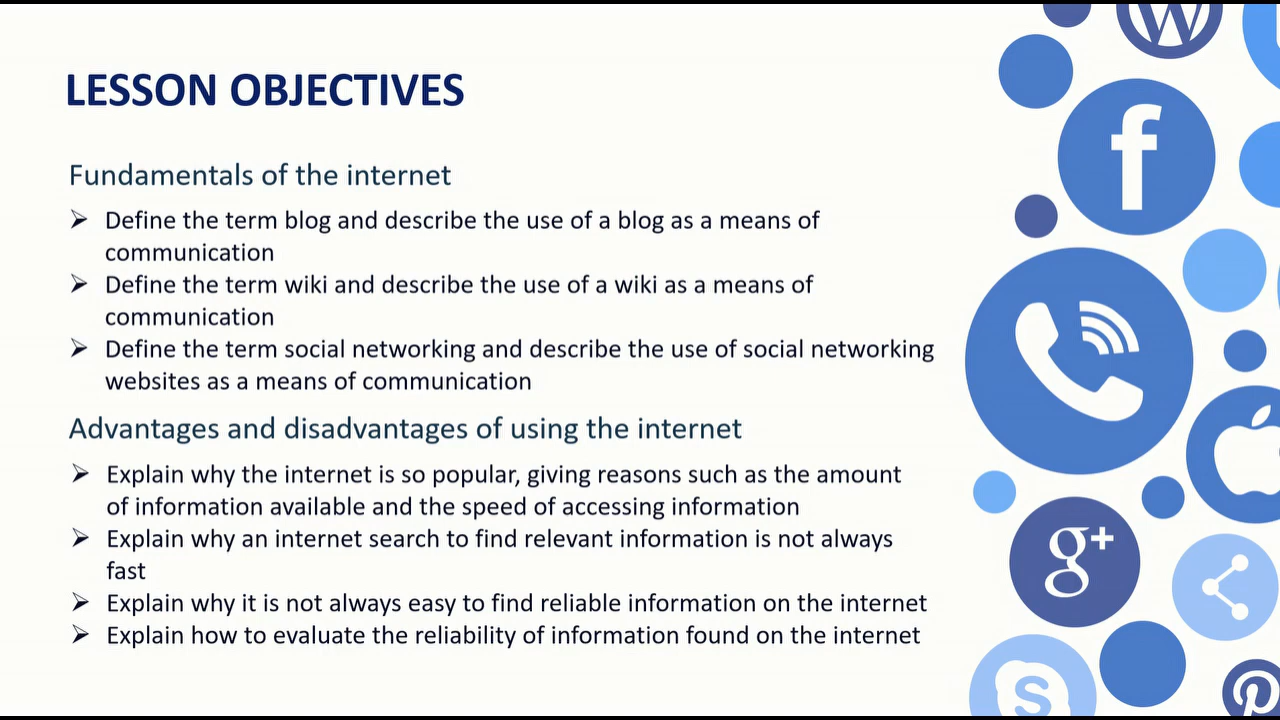 LESSON OBJECTIVES
Fundamentals of the internet
➢ Define the term blog and describe the use of a blog as a means of
communication
➢ Define the term wiki and describe the use of a wiki as a means of
communication
➢ Define the term social networking and describe the use of social networking
websites as a means of communication
Advantages and disadvantages of using the internet
➢ Explain why the internet is so popular, giving reasons such as the amount
of information available and the speed of accessing information
➢ Explain why an internet search to find relevant information is not always
fast
➢ Explain why it is not always easy to find reliable information on the internet
➢ Explain how to evaluate the reliability of information found on the internet
W
f
g+
S